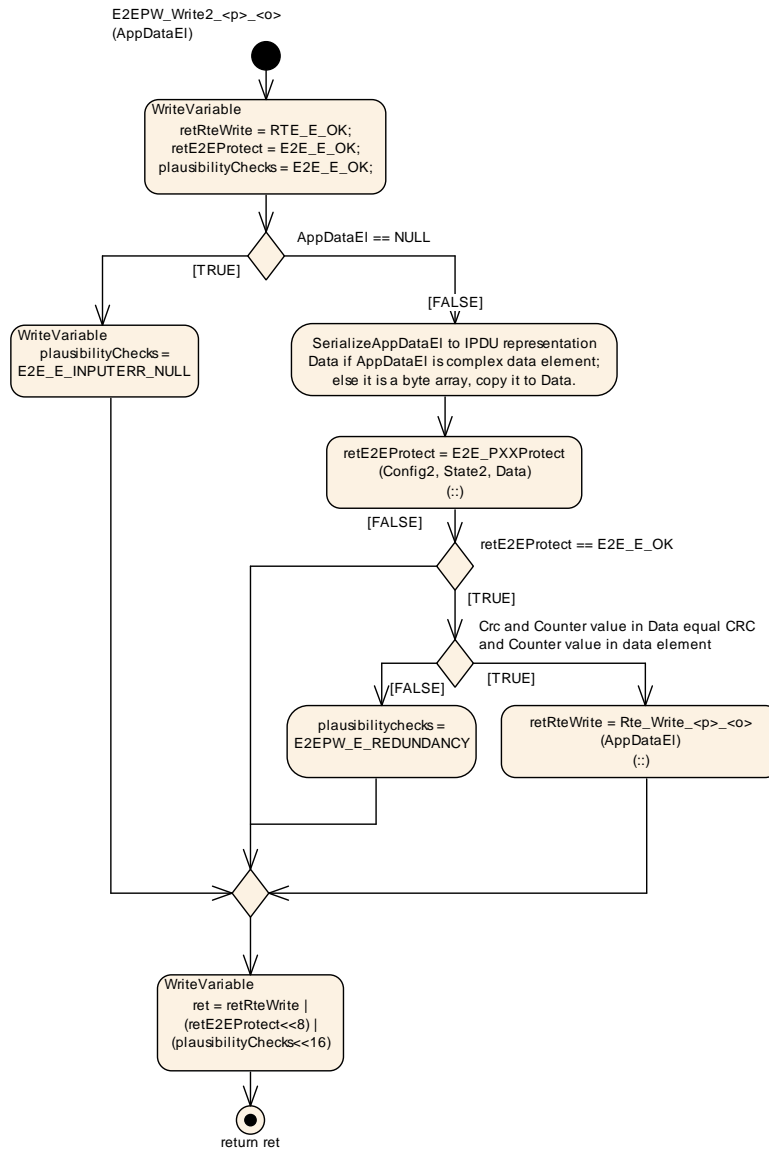 E2EPW_Write2_<p>_<o>
(AppDataEl)
WriteVariable
retRteWrite = RTE_E_OK;
retE2EProtect = E2E_E_OK;
plausibilityChecks = E2E_E_OK;
AppDataEl == NULL
[TRUE]
[FALSE]
WriteVariable
plausibilityChecks =
E2E_E_INPUTERR_NULL
SerializeAppDataEl to IPDU representation
Data if AppDataEl is complex data element;
else it is a byte array, copy it to Data.
retE2EProtect = E2E_PXXProtect
(Config2, State2, Data)
(::)
[FALSE]
retE2EProtect == E2E_E_OK
[TRUE]
Crc and Counter value in Data equal CRC
and Counter value in data element
[FALSE]
[TRUE]
plausibilitychecks =
E2EPW_E_REDUNDANCY
retRteWrite = Rte_Write_<p>_<o>
(AppDataEl)
(::)
WriteVariable
ret = retRteWrite |
(retE2EProtect<<8) |
(plausibilityChecks<<16)
return ret